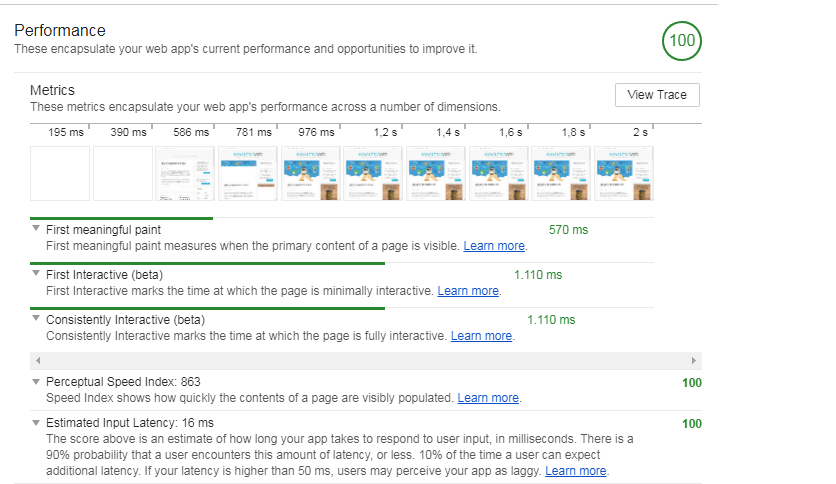 Performance
These encapsulate your web app's current performance and opportunities to improve it.
100
Metrics
These metrics encapsulate your web app's performance across a number of dimensions.
View Trace
195 ms 390 ms 586 ms 781 ms 976 ms 1,2 s 1,4 s 1,6 s 1,8 s 2 s
First meaningful paint 570 ms
First meaningful paint measures when the primary content of a page is visible. Learn more.
First Interactive (beta) 1.110 ms
First Interactive marks the time at which the page is minimally interactive. Learn more.
Consistently Interactive (beta) 1.110 ms
Consistently Interactive marks the time at which the page is fully interactive. Learn more.
Perceptual Speed Index: 863 100
Speed Index shows how quickly the contents of a page are visibly populated. Learn more.
Estimated Input Latency: 16 ms 100
The score above is an estimate of how long your app takes to respond to user input, in milliseconds. There is a
90% probability that a user encounters this amount of latency, or less. 10% of the time a user can expect
additional latency. If your latency is higher than 50 ms, users may perceive your app as laggy. Learn more.